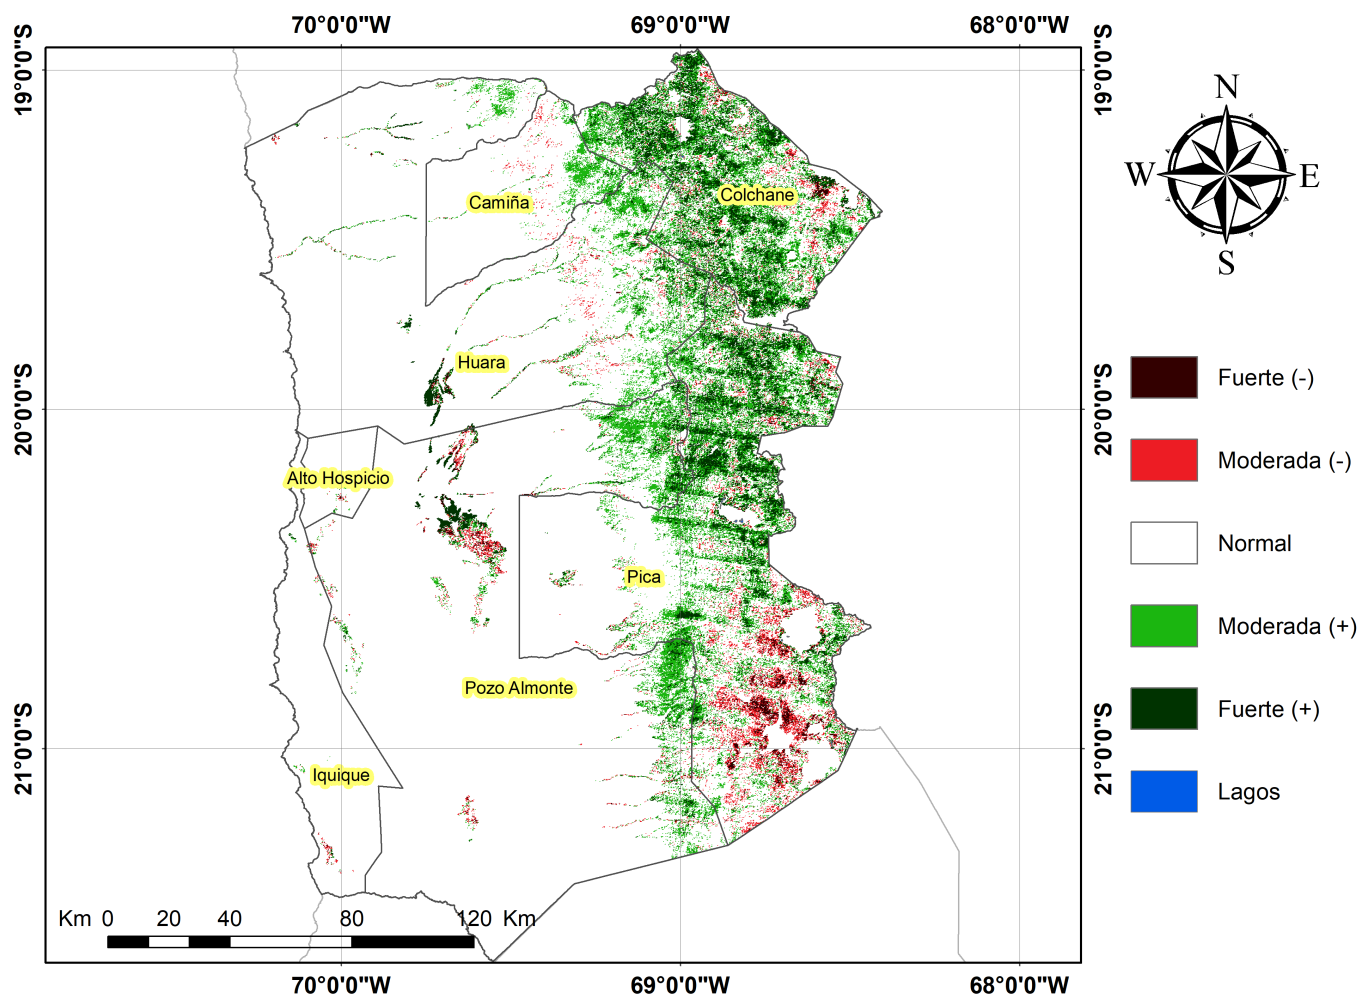 70°0'0"W 69°0'0"W 68°0'0"W
19°0'0"S 19°0'0"S
N
W E
S
Colchane
Camiña
Huara
Fuerte (-)
20°0'0"S 20°0'0"S
Moderada (-)
Alto Hospicio
Normal
Pica
Moderada (+)
Pozo Almonte
Fuerte (+)
21°0'0"S 21°0'0"S
Iquique
Lagos
Km 0 20 40 80 120 Km
70°0'0"W 69°0'0"W 68°0'0"W